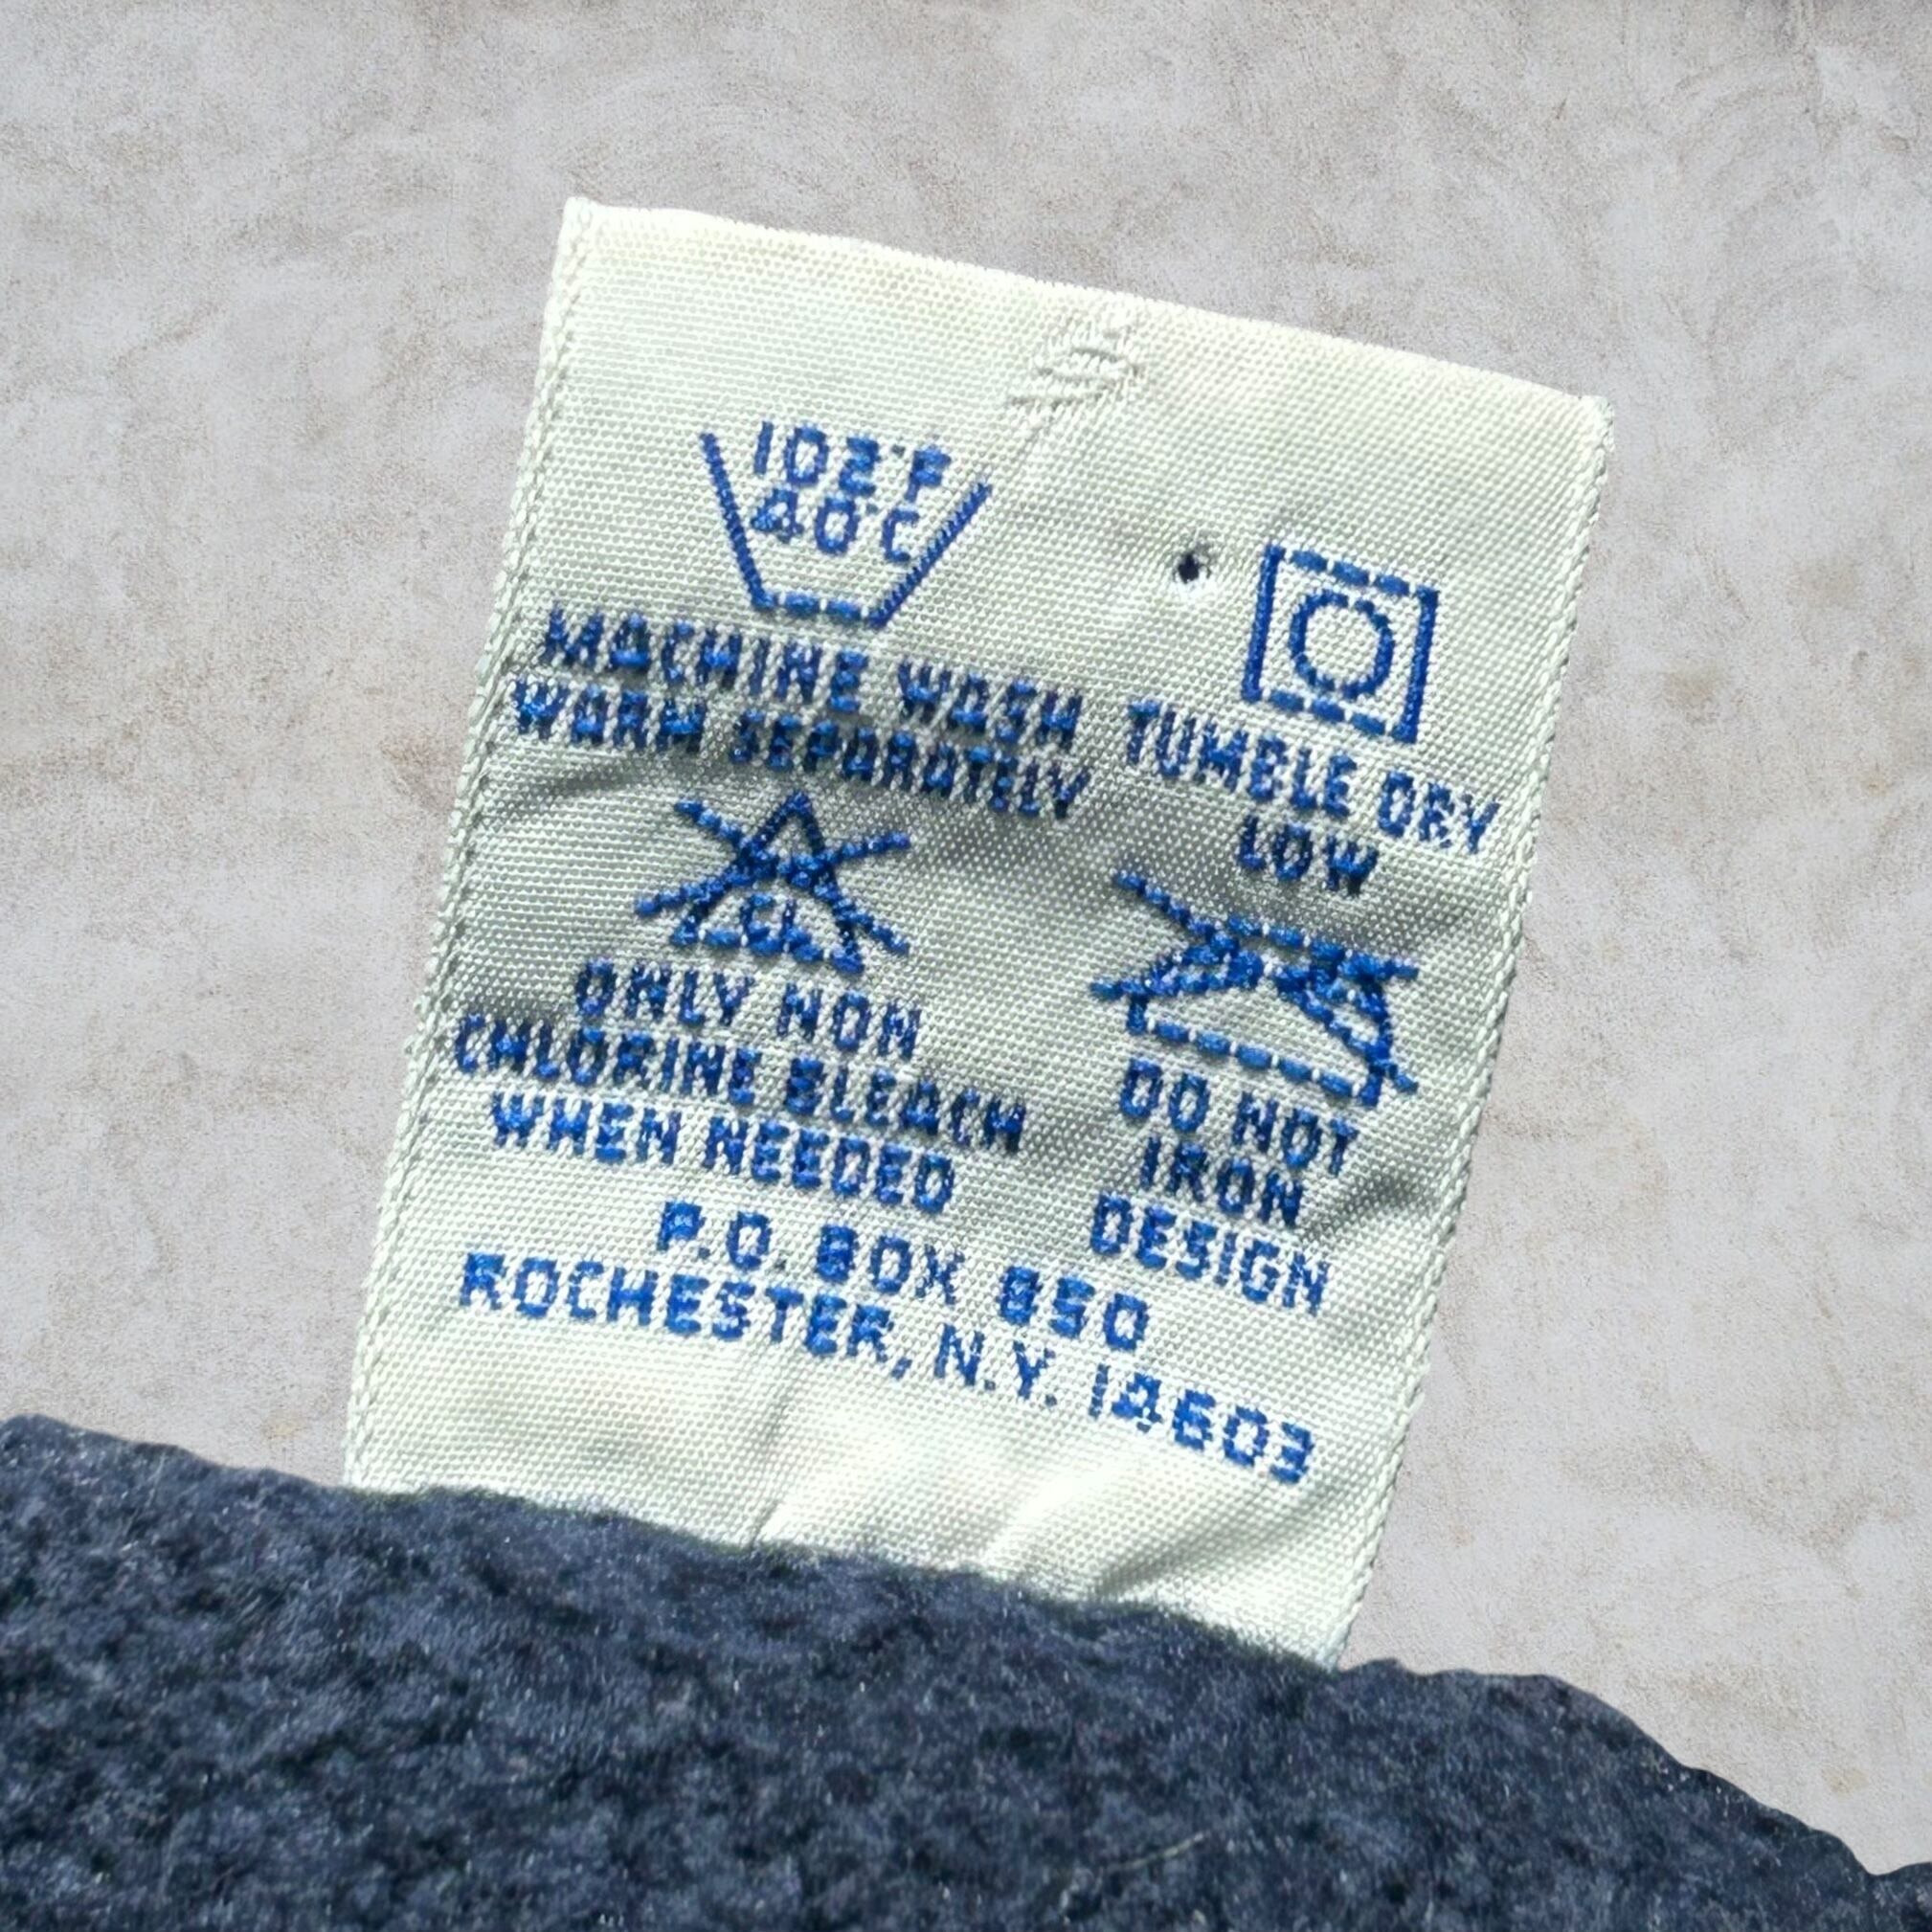 102°F
40°C
MACHINE WASH
WARM SEPARATELY
TUMBLE DRY
LOW
CL
ONLY NON
CHLORINE BLEACH
WHEN NEEDED
DO NOT
IRON
DESIGN
P.O. BOX 850
ROCHESTER, N.Y. 14603